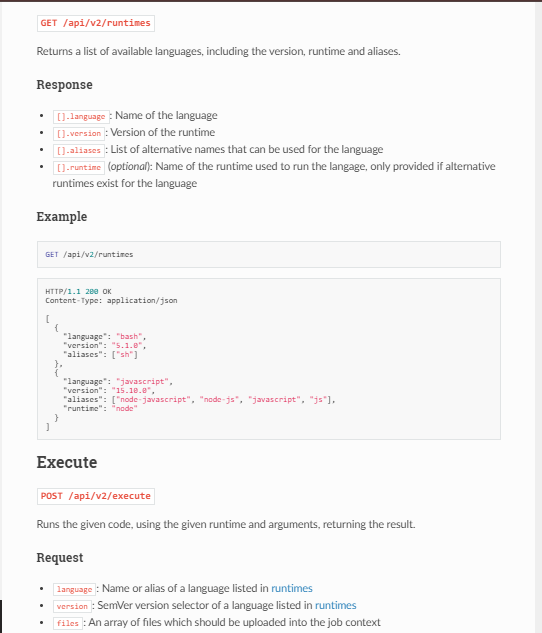 GET /api/v2/runtimes
Returns a list of available languages, including the version, runtime and aliases.
Response
• [].language: Name of the language
• [].version: Version of the runtime
• [].aliases: List of alternative names that can be used for the language
• [].runtime (optional): Name of the runtime used to run the langage, only provided if alternative
runtimes exist for the language
Example
GET /api/v2/runtimes
HTTP/1.1 200 OK
Content-Type: application/json
[
  {
    "language": "bash",
    "version": "5.1.0",
    "aliases": ["sh"]
  },
  {
    "language": "javascript",
    "version": "15.10.0",
    "aliases": ["node-javascript", "node-js", "javascript", "js"],
    "runtime": "node"
  }
]
Execute
POST /api/v2/execute
Runs the given code, using the given runtime and arguments, returning the result.
Request
• language: Name or alias of a language listed in runtimes
• version: SemVer version selector of a language listed in runtimes
• files: An array of files which should be uploaded into the job context